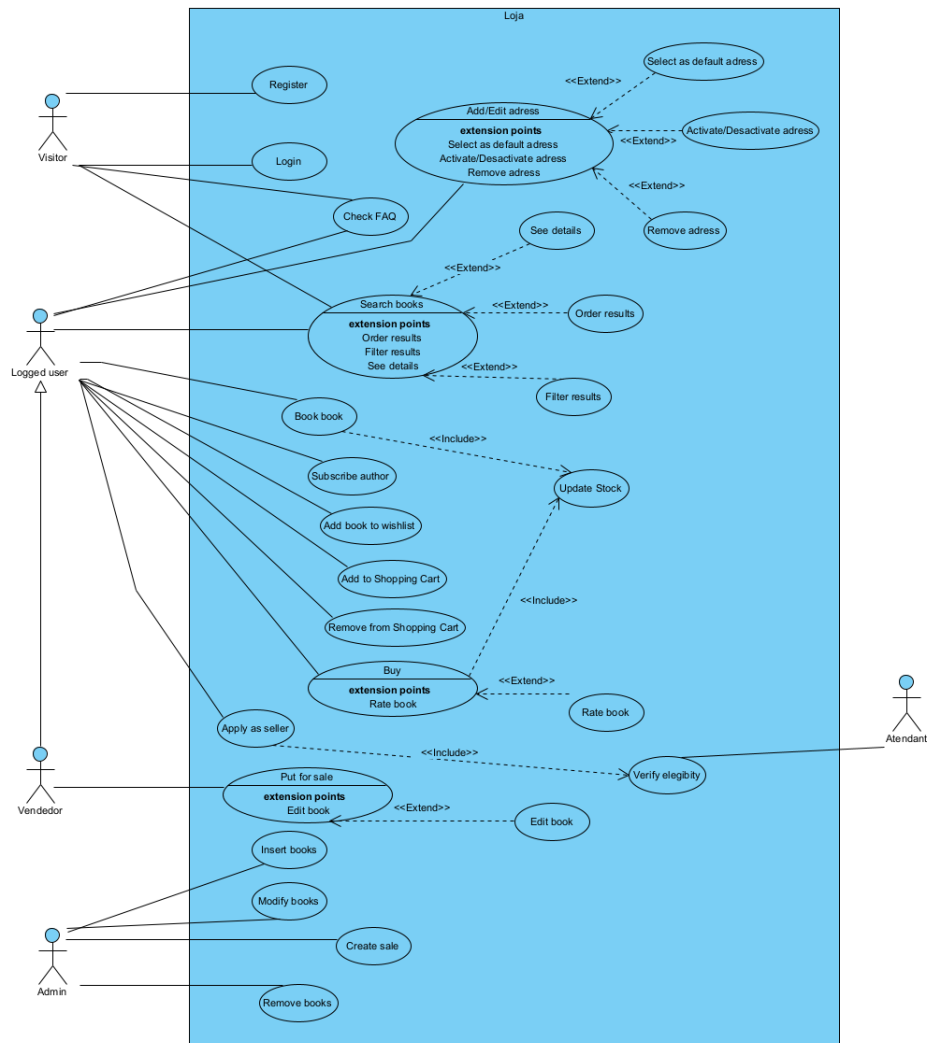 Loja
Select as default adress
<<Extend>>
Register
Add/Edit adress
extension points
Select as default adress
Activate/Desactivate adress
Remove adress
Activate/Desactivate adress
<<Extend>>
Visitor
Login
<<Extend>>
Check FAQ
See details
Remove adress
<<Extend>>
Search books
extension points
Order results
Filter results
See details
<<Extend>>
Order results
Logged user
<<Extend>>
Filter results
Book book
<<Include>>
Subscribe author
Update Stock
Add book to wishlist
Add to Shopping Cart
<<Include>>
Remove from Shopping Cart
Buy
extension points
Rate book
<<Extend>>
Rate book
Apply as seller
Atendant
<<Include>>
Verify elegibity
Put for sale
extension points
Edit book
<<Extend>>
Edit book
Vendedor
Insert books
Modify books
Create sale
Admin
Remove books